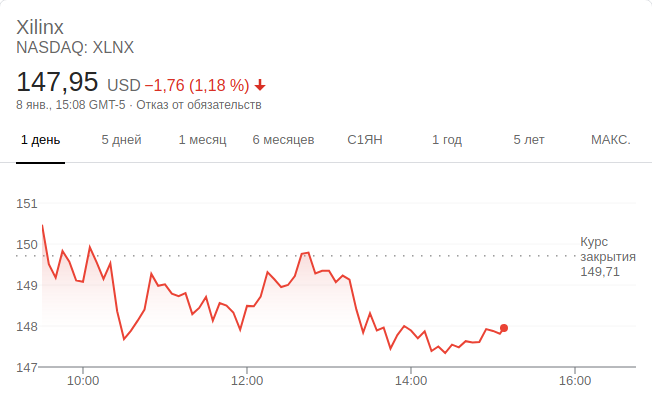 Xilinx
NASDAQ: XLNX
147,95 USD −1,76 (1,18 %)
8 янв., 15:08 GMT-5 · Отказ от обязательств
1 день 5 дней 1 месяц 6 месяцев С1ЯН 1 год 5 лет МАКС.
151
150
149
148
147
Курс
закрытия
149,71
10:00 12:00 14:00 16:00